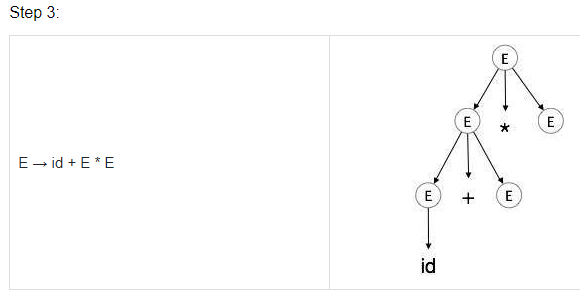 Step 3:
E → id + E * E
E
E * E
E + E
id